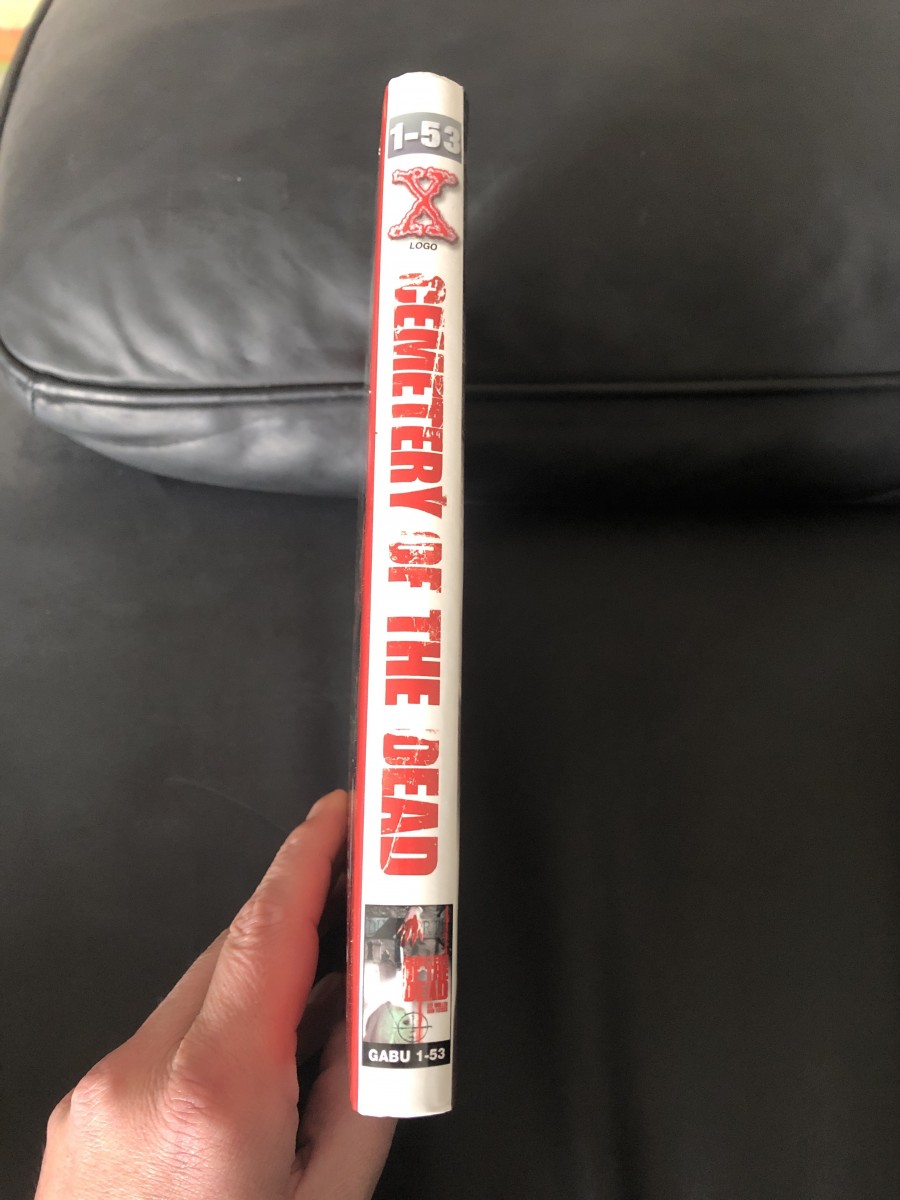 1-53
X
LOGO
CEMETERY OF THE DEAD
GABU 1-53